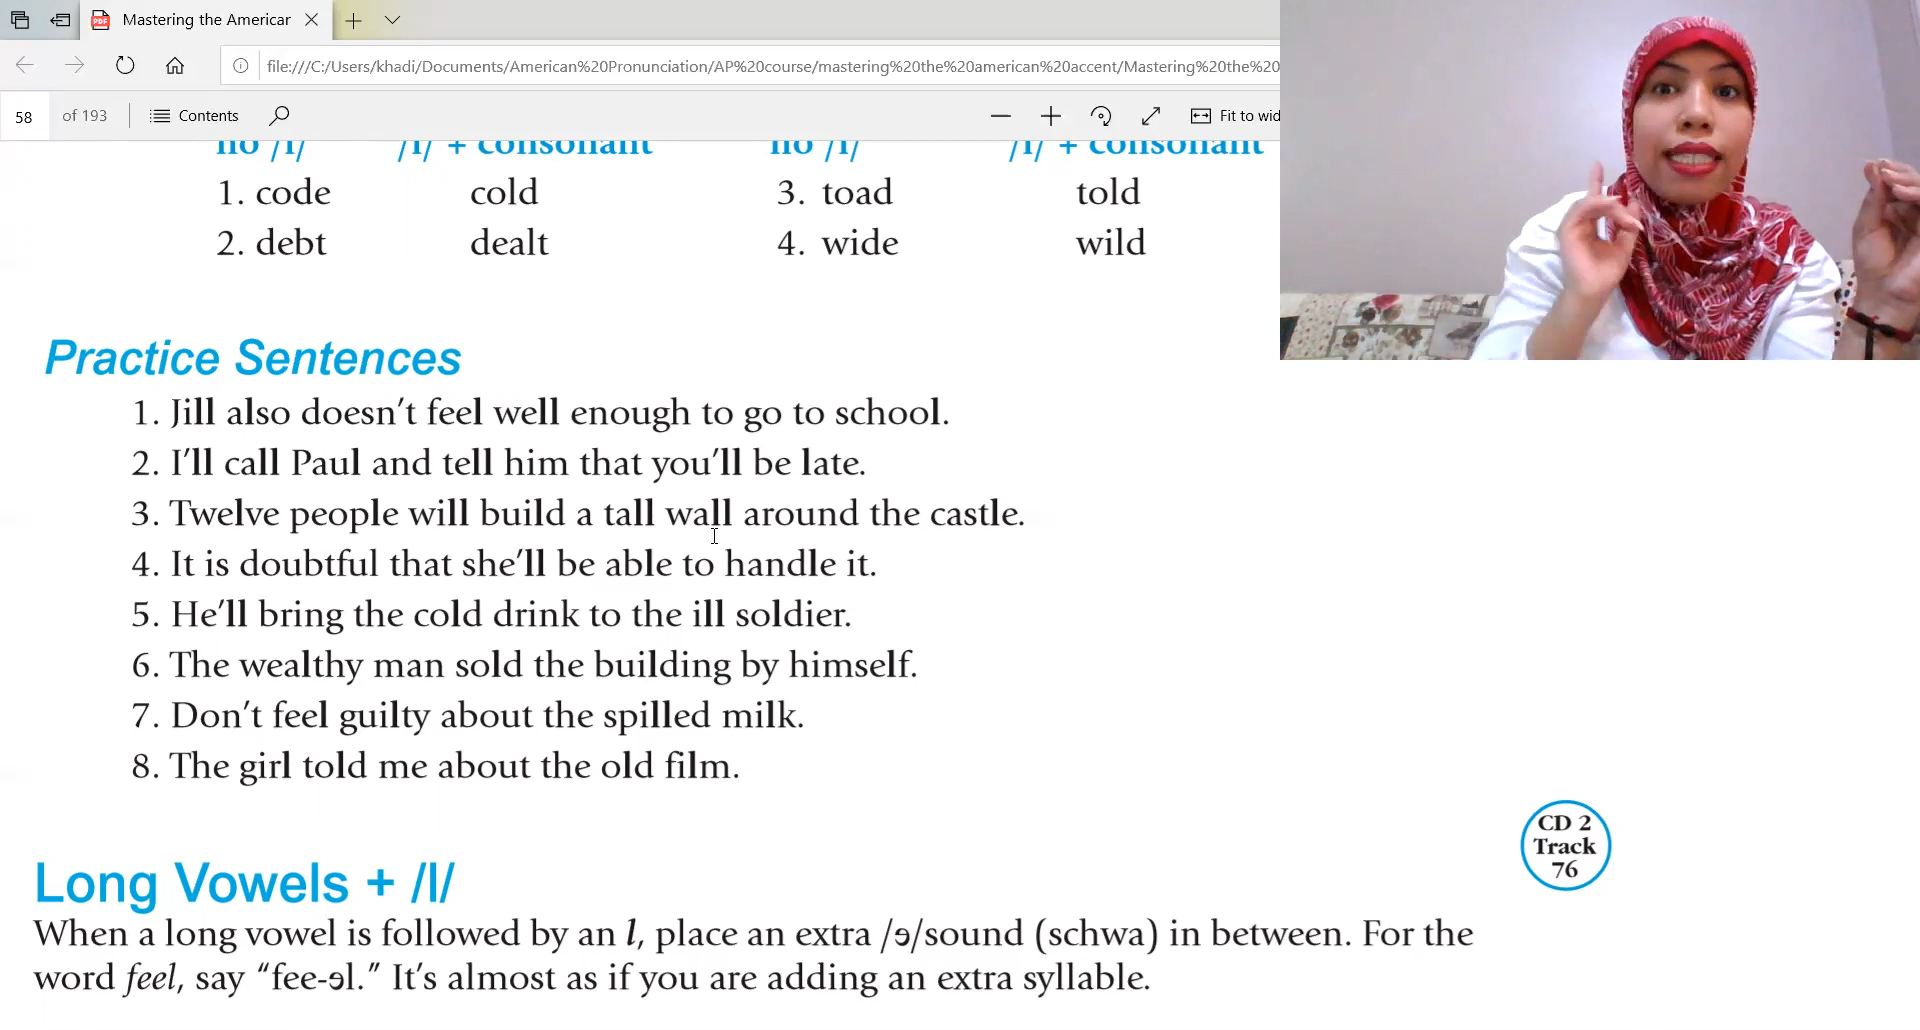 Mastering the Americar
file:///C:/Users/khadi/Documents/American%20Pronunciation/AP%20course/mastering%20the%20american%20accent/Mastering%20the%20
58 of 193 Contents Fit to wid
no /l/ /l/ + consonant no /l/ /l/ + consonant
1. code cold 3. toad told
2. debt dealt 4. wide wild
Practice Sentences
1. Jill also doesn't feel well enough to go to school.
2. I'll call Paul and tell him that you'll be late.
3. Twelve people will build a tall wall around the castle.
4. It is doubtful that she'll be able to handle it.
5. He'll bring the cold drink to the ill soldier.
6. The wealthy man sold the building by himself.
7. Don't feel guilty about the spilled milk.
8. The girl told me about the old film.
CD 2
Track
76
Long Vowels + /l/
When a long vowel is followed by an l, place an extra /ɘ/sound (schwa) in between. For the
word feel, say “fee-ɘl.” It's almost as if you are adding an extra syllable.